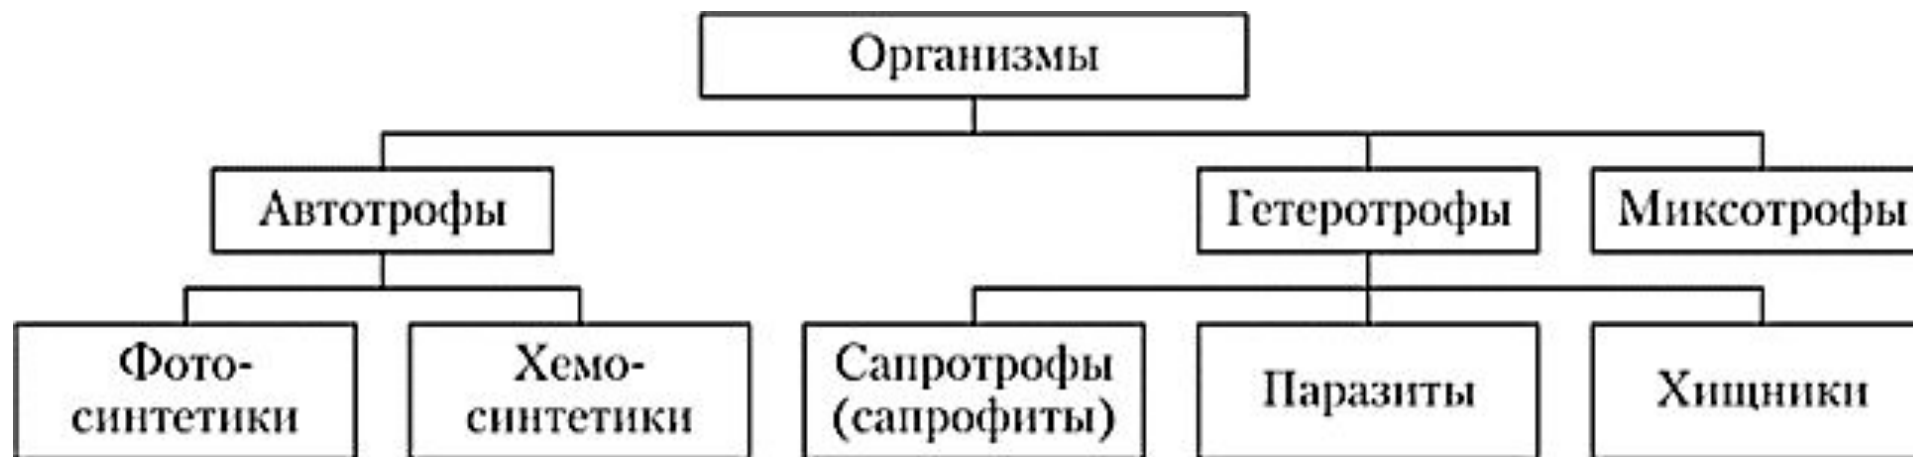 Организмы
Автотрофы
Гетеротрофы
Миксотрофы
Фото-
синтетики
Хемо-
синтетики
Сапротрофы
(сапрофиты)
Паразиты
Хищники